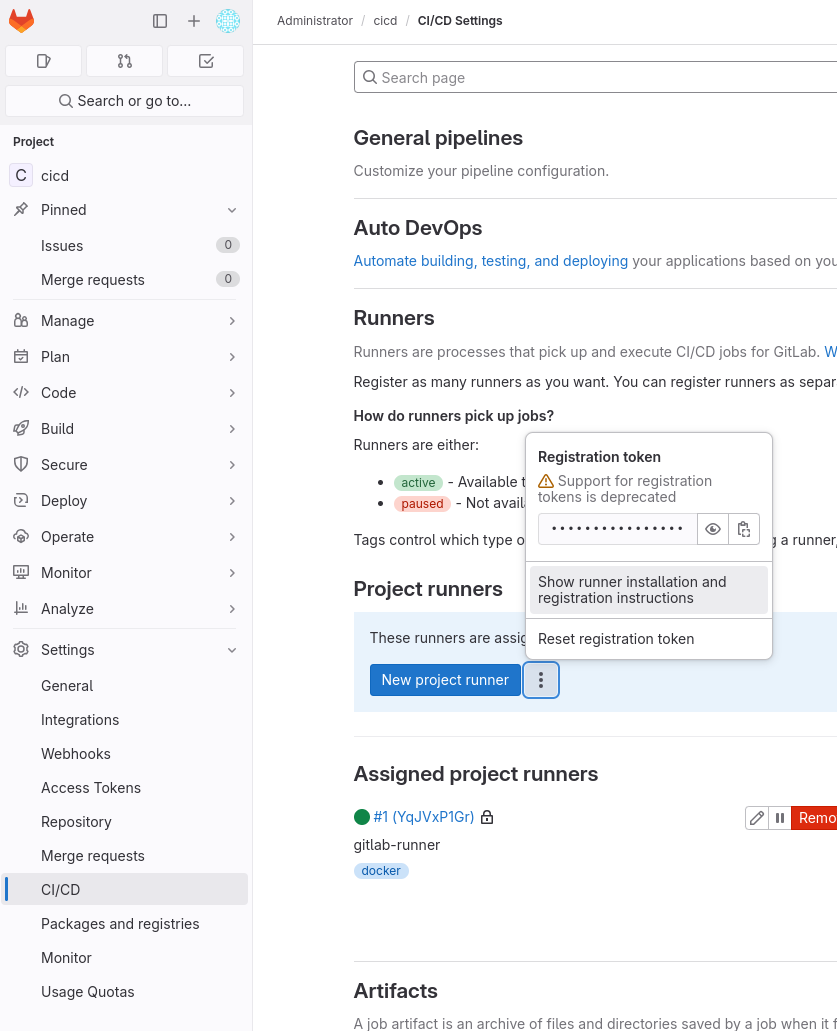 Administrator / cicd / CI/CD Settings
Search or go to...
Project
C cicd
Pinned
Issues 0
Merge requests 0
Manage
Plan
Code
Build
Secure
Deploy
Operate
Monitor
Analyze
Settings
General
Integrations
Webhooks
Access Tokens
Repository
Merge requests
CI/CD
Packages and registries
Monitor
Usage Quotas
Search page
General pipelines
Customize your pipeline configuration.
Auto DevOps
Automate building, testing, and deploying your applications based on you
Runners
Runners are processes that pick up and execute CI/CD jobs for GitLab. W
Register as many runners as you want. You can register runners as separ
How do runners pick up jobs?
Runners are either:
• active - Available t
• paused - Not availa
Tags control which type o
g a runner,
Registration token
Support for registration
tokens is deprecated
••••••••••••••••
Show runner installation and
registration instructions
Reset registration token
Project runners
These runners are assig
New project runner
Assigned project runners
#1 (YqJVxP1Gr)
Remo
gitlab-runner
docker
Artifacts
A job artifact is an archive of files and directories saved by a job when it f